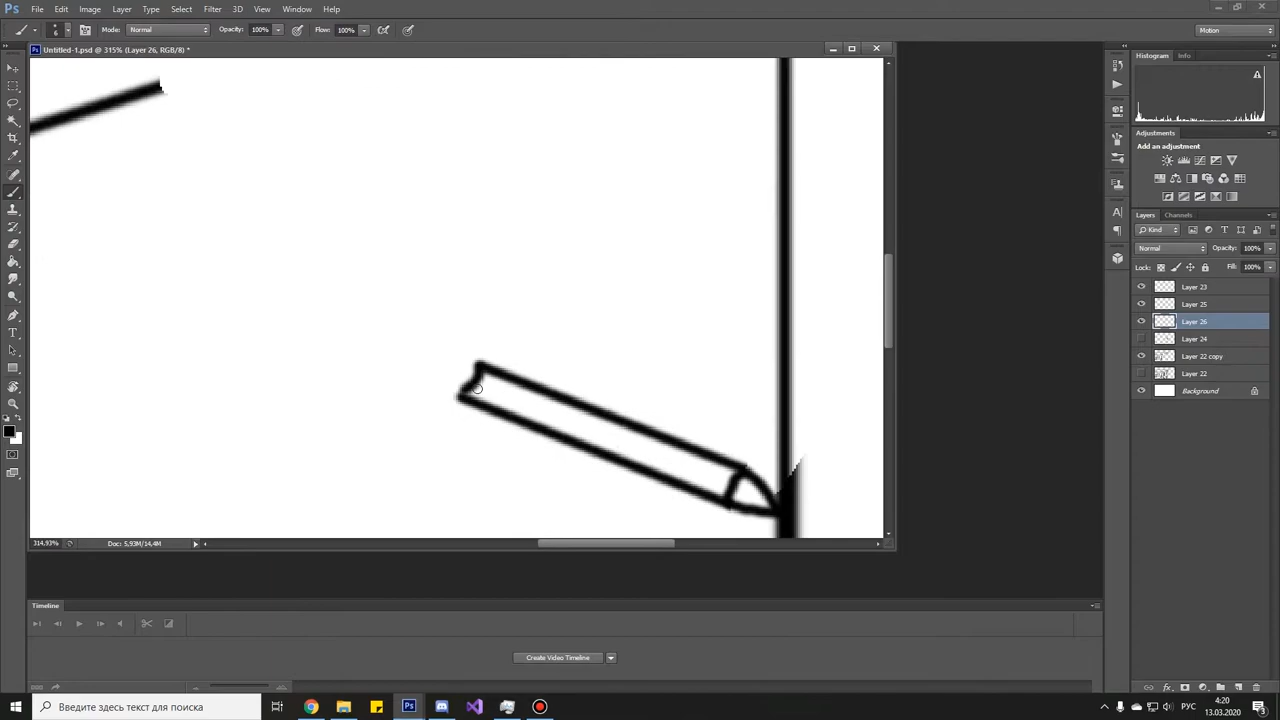 Ps File Edit Image Layer Type Select Filter 3D View Window Help
6 Mode: Normal Opacity: 100% Flow: 100% Motion
Untitled-1.psd @ 315% (Layer 26, RGB/8) *
Histogram Info
Adjustments
Add an adjustment
Layers Channels
Kind
Normal Opacity: 100%
Lock: Fill: 100%
Layer 23
Layer 25
Layer 26
Layer 24
Layer 22 copy
Layer 22
Background
314,93% Doc: 5,93M/14,4M
Timeline
Create Video Timeline
Введите здесь текст для поиска
РУС
4:20
13.03.2020
3